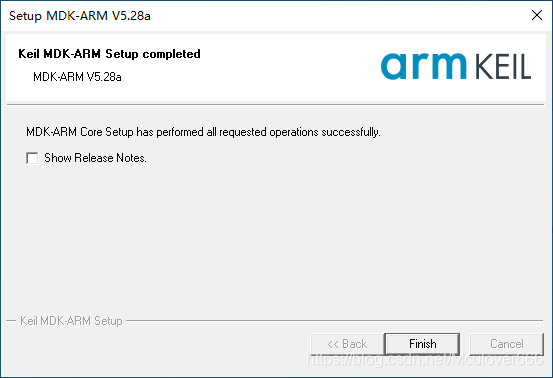 Setup MDK-ARM V5.28a
Keil MDK-ARM Setup completed
MDK-ARM V5.28a
arm KEIL
MDK-ARM Core Setup has performed all requested operations successfully.
Show Release Notes.
Keil MDK-ARM Setup
<< Back
Finish
Cancel
https://blog.csdn.net/Mculover666